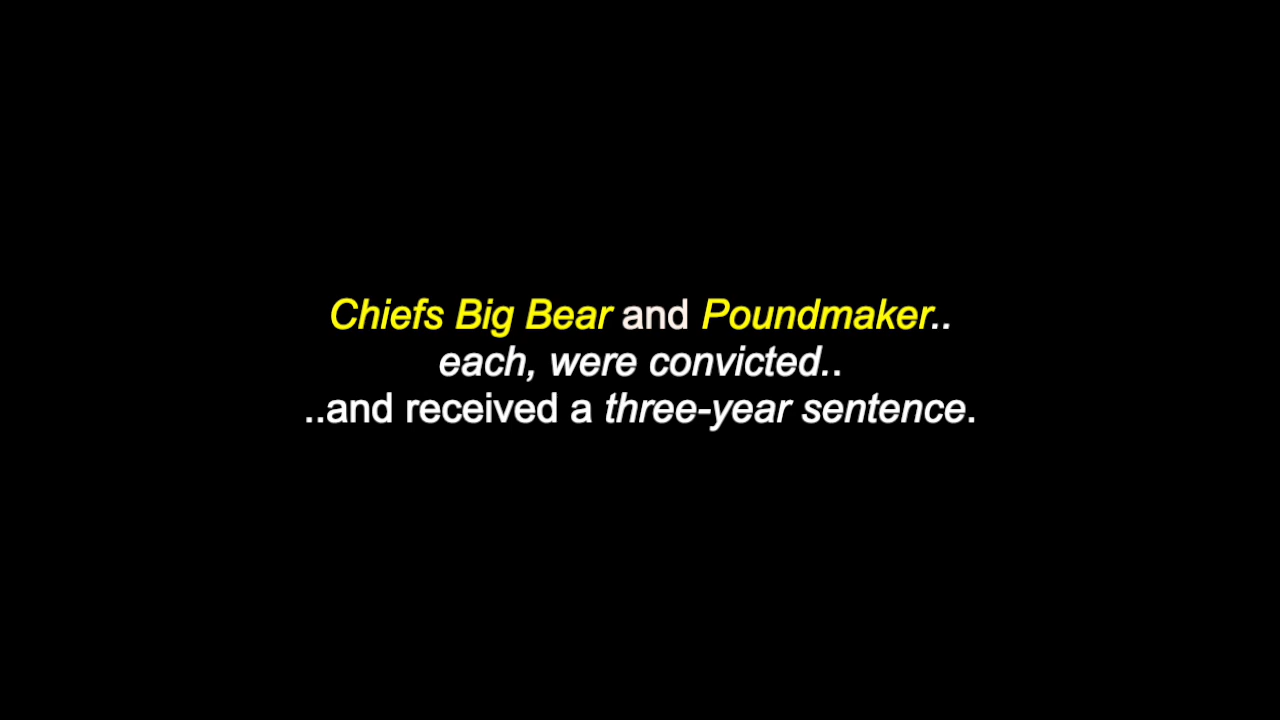 Chiefs Big Bear and Poundmaker..
each, were convicted..
..and received a three-year sentence.